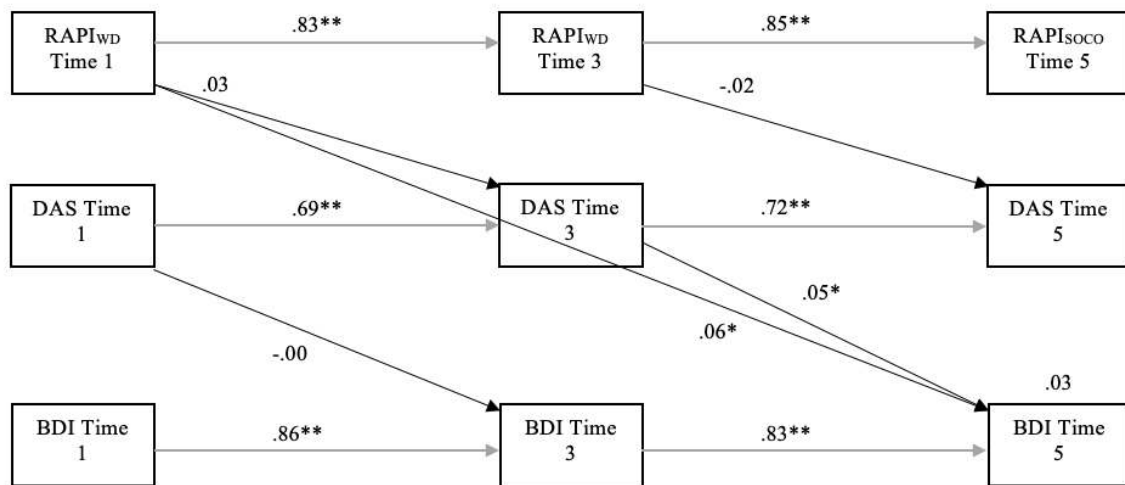 RAPIWD
Time 1
.83**
RAPIWD
Time 3
.85**
RAPISOCO
Time 5
.03
-.02
DAS Time
1
.69**
DAS Time
3
.72**
DAS Time
5
.05*
.06*
-.00
.03
BDI Time
1
.86**
BDI Time
3
.83**
BDI Time
5